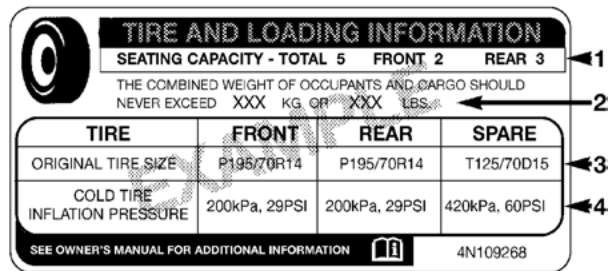 TIRE AND LOADING INFORMATION
SEATING CAPACITY - TOTAL 5 FRONT 2 REAR 3
1
THE COMBINED WEIGHT OF OCCUPANTS AND CARGO SHOULD
NEVER EXCEED XXX KG OR XXX LBS.
2
TIRE FRONT REAR SPARE
ORIGINAL TIRE SIZE P195/70R14 P195/70R14 T125/70D15
3
COLD TIRE
INFLATION PRESSURE 200kPa, 29PSI 200kPa, 29PSI 420kPa, 60PSI
4
SEE OWNER'S MANUAL FOR ADDITIONAL INFORMATION i 4N109268
EXAMPLE